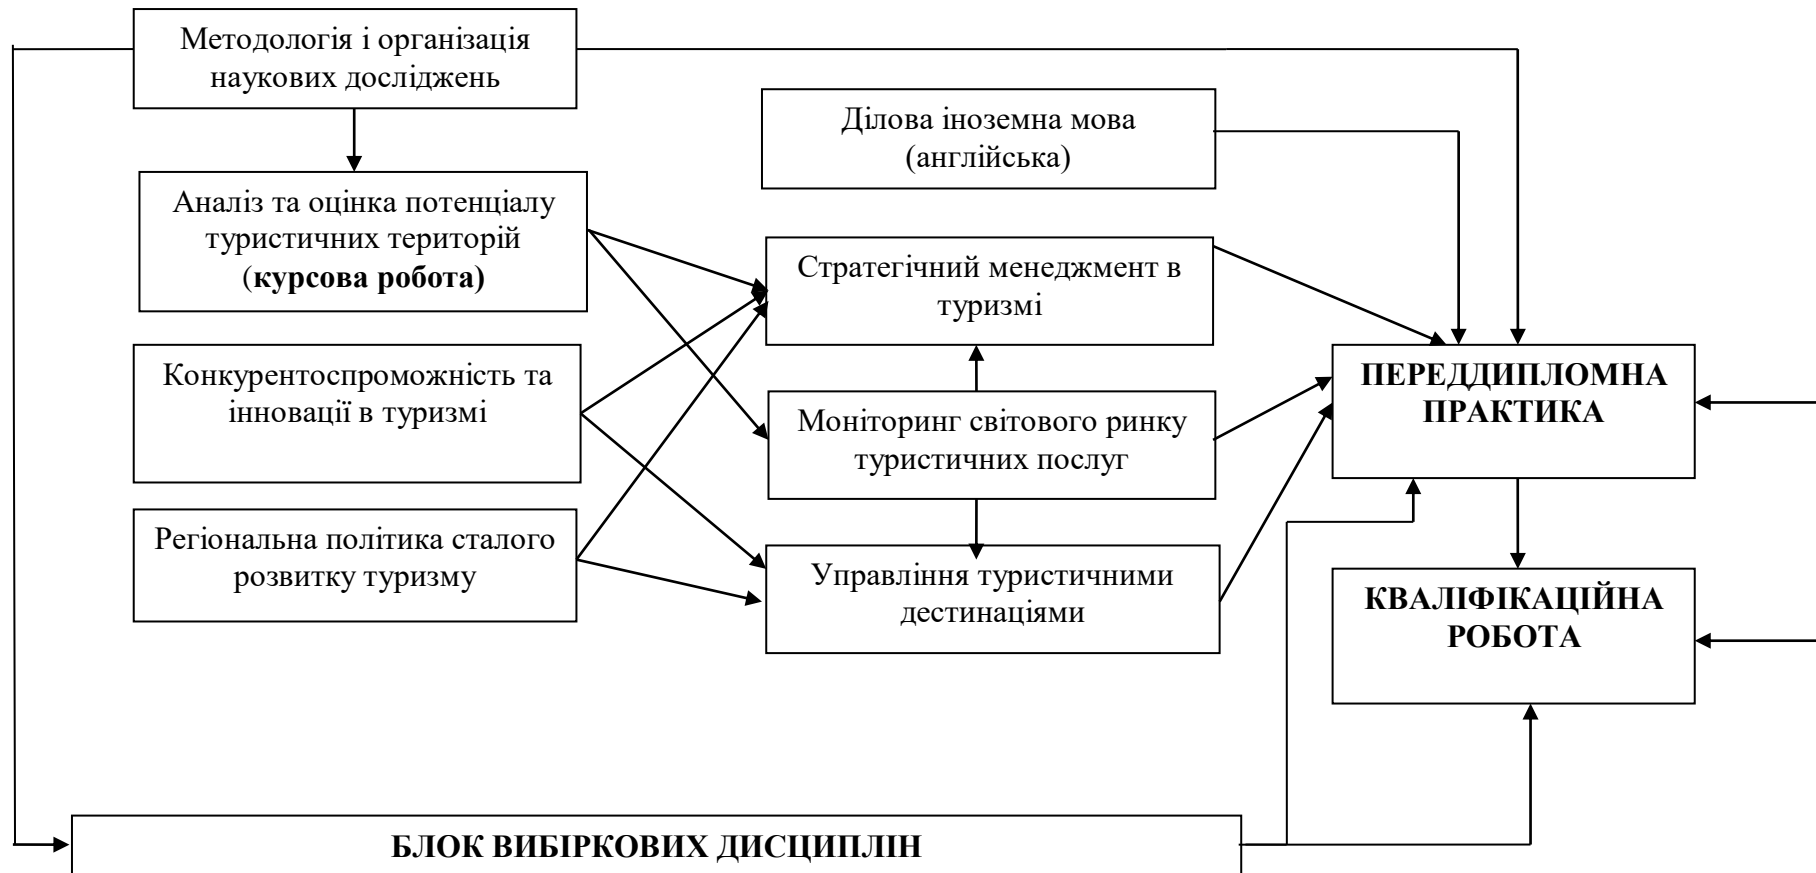 Методологія і організація
наукових досліджень
Ділова іноземна мова
(англійська)
Аналіз та оцінка потенціалу
туристичних територій
(курсова робота)
Стратегічний менеджмент в
туризмі
Конкурентоспроможність та
інновації в туризмі
Моніторинг світового ринку
туристичних послуг
ПЕРЕДДИПЛОМНА
ПРАКТИКА
Регіональна політика сталого
розвитку туризму
Управління туристичними
дестинаціями
КВАЛІФІКАЦІЙНА
РОБОТА
БЛОК ВИБІРКОВИХ ДИСЦИПЛІН